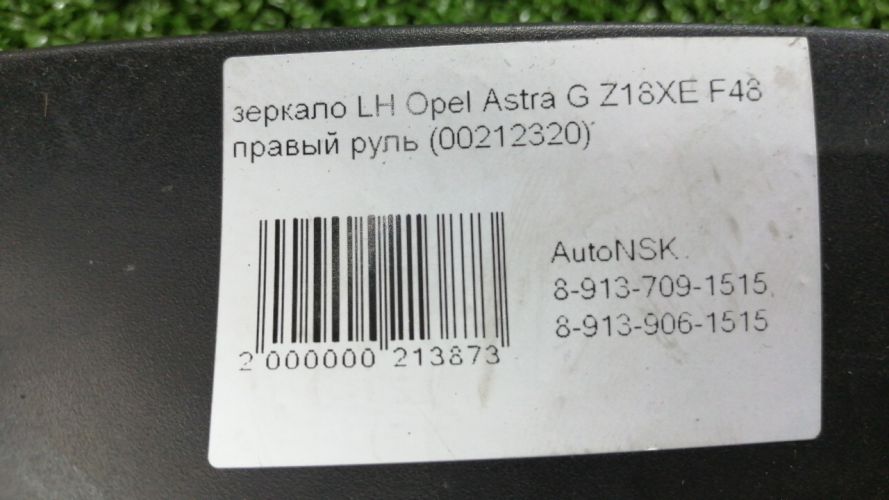 зеркало LH Opel Astra G Z18XE F48
правый руль (00212320)
AutoNSK
8-913-709-1515
8-913-906-1515
2 000000 213873